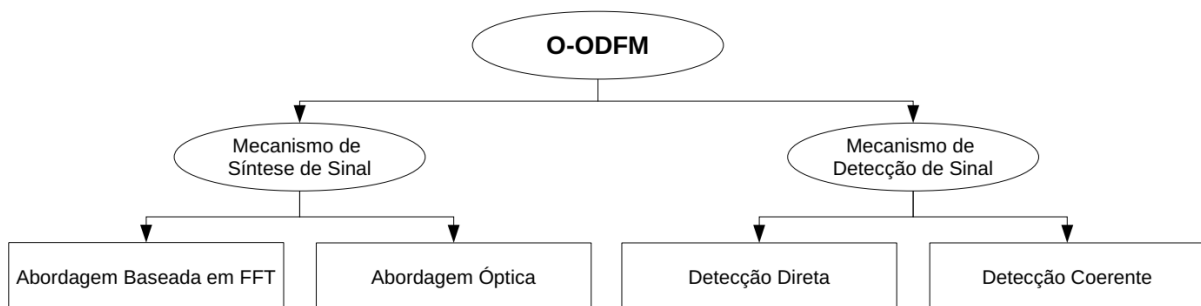 O-ODFM
Mecanismo de
Síntese de Sinal
Mecanismo de
Detecção de Sinal
Abordagem Baseada em FFT
Abordagem Óptica
Detecção Direta
Detecção Coerente